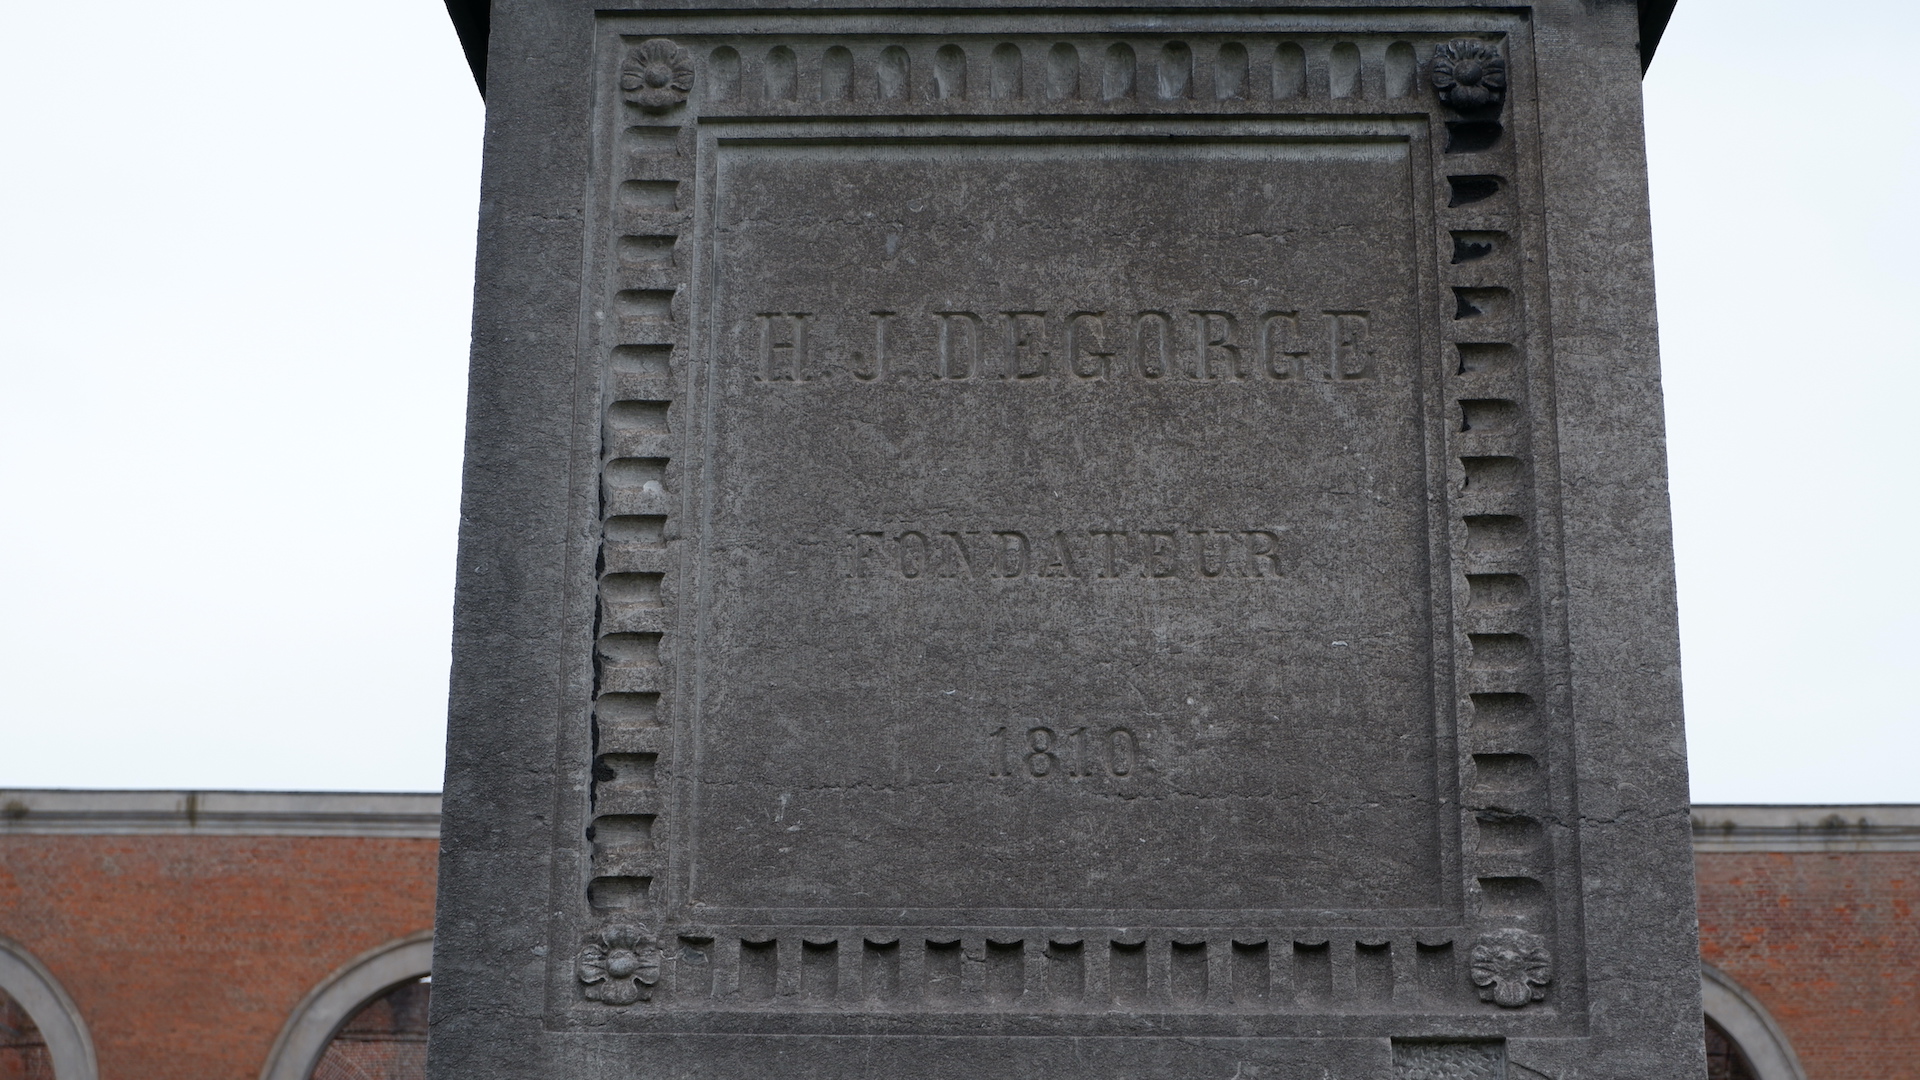 H. J. DEGORGE
FONDATEUR
1810.